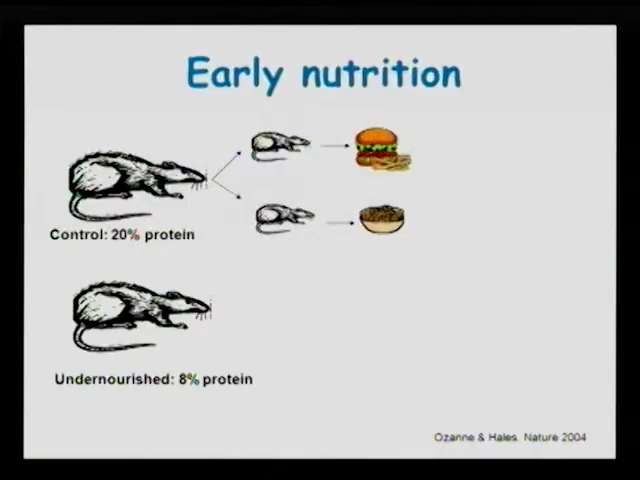 Early nutrition
Control: 20% protein
Undernourished: 8% protein
Ozanne & Hales. Nature 2004